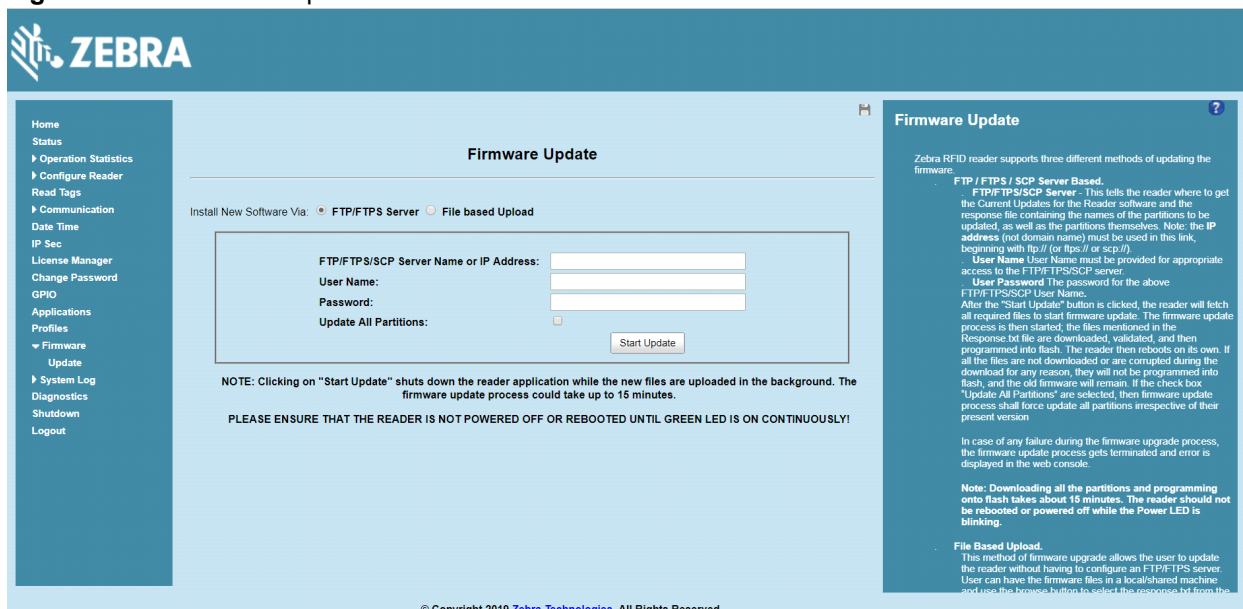 ZEBRA
Home
Status
Operation Statistics
Configure Reader
Read Tags
Communication
Date Time
IP Sec
License Manager
Change Password
GPIO
Applications
Profiles
Firmware
Update
System Log
Diagnostics
Shutdown
Logout
Firmware Update
Install New Software Via: FTP/FTPS Server File based Upload
FTP/FTPS/SCP Server Name or IP Address:
User Name:
Password:
Update All Partitions:
Start Update
NOTE: Clicking on "Start Update" shuts down the reader application while the new files are uploaded in the background. The
firmware update process could take up to 15 minutes.
PLEASE ENSURE THAT THE READER IS NOT POWERED OFF OR REBOOTED UNTIL GREEN LED IS ON CONTINUOUSLY!
?
Firmware Update
Zebra RFID reader supports three different methods of updating the
firmware.
. FTP / FTPS / SCP Server Based.
. FTP/FTPS/SCP Server - This tells the reader where to get
the Current Updates for the Reader software and the
response file containing the names of the partitions to be
updated, as well as the partitions themselves. Note: the IP
address (not domain name) must be used in this link,
beginning with ftp:// (or ftps:// or scp://).
. User Name User Name must be provided for appropriate
access to the FTP/FTPS/SCP server.
. User Password The password for the above
FTP/FTPS/SCP User Name.
After the "Start Update" button is clicked, the reader will fetch
all required files to start firmware update. The firmware update
process is then started; the files mentioned in the
Response.txt file are downloaded, validated, and then
programmed into flash. The reader then reboots on its own. If
all the files are not downloaded or are corrupted during the
download for any reason, they will not be programmed into
flash, and the old firmware will remain. If the check box
"Update All Partitions" are selected, then firmware update
process shall force update all partitions irrespective of their
present version
In case of any failure during the firmware upgrade process,
the firmware update process gets terminated and error is
displayed in the web console.
Note: Downloading all the partitions and programming
onto flash takes about 15 minutes. The reader should not
be rebooted or powered off while the Power LED is
blinking.
. File Based Upload.
This method of firmware upgrade allows the user to update
the reader without having to configure an FTP/FTPS server.
User can have the firmware files in a local/shared machine
and use the browse button to select the response.txt from the
© Copyright 2019 Zebra Technologies. All Rights Reserved.